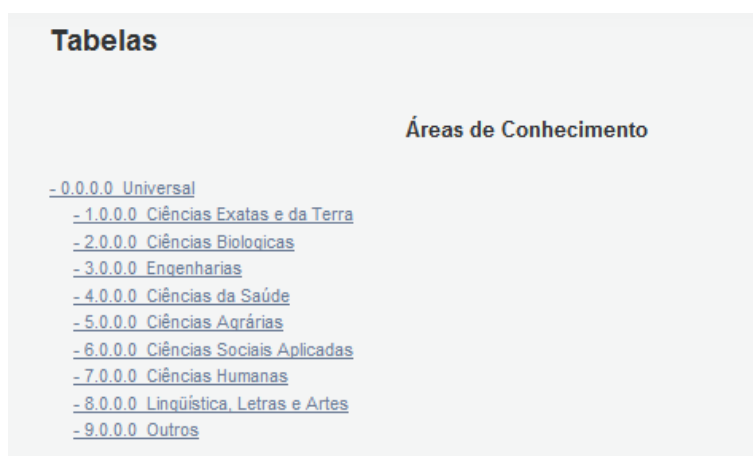 Tabelas
Áreas de Conhecimento
- 0.0.0.0 Universal
- 1.0.0.0 Ciências Exatas e da Terra
- 2.0.0.0 Ciências Biologicas
- 3.0.0.0 Engenharias
- 4.0.0.0 Ciências da Saúde
- 5.0.0.0 Ciências Agrárias
- 6.0.0.0 Ciências Sociais Aplicadas
- 7.0.0.0 Ciências Humanas
- 8.0.0.0 Lingüística, Letras e Artes
- 9.0.0.0 Outros